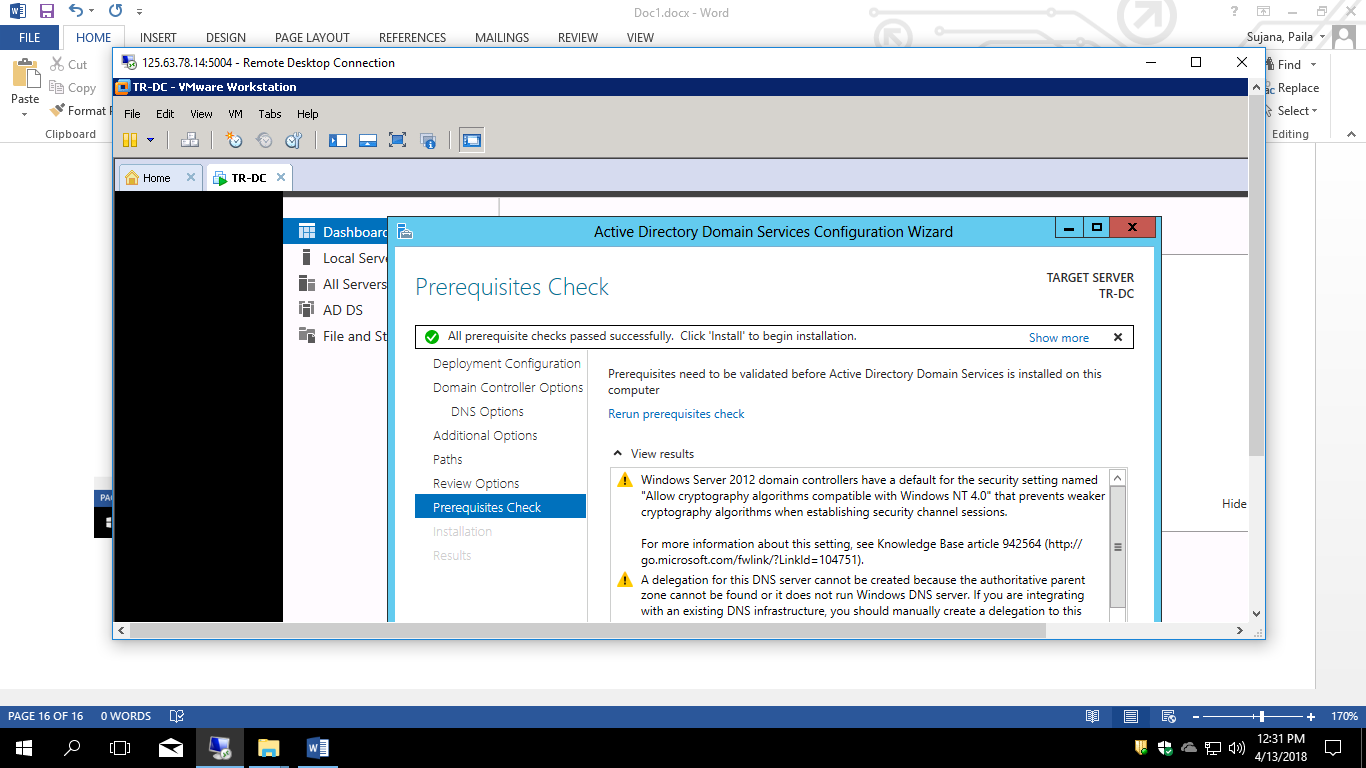 Doc1.docx - Word
FILE
HOME
INSERT
DESIGN
PAGE LAYOUT
REFERENCES
MAILINGS
REVIEW
VIEW
Sujana, Paila
Paste
Cut
Copy
Format
Clipboard
Find
Replace
Select
Editing
125.63.78.14:5004 - Remote Desktop Connection
TR-DC - VMware Workstation
File Edit View VM Tabs Help
Home
TR-DC
Dashboard
Local Serv
All Servers
AD DS
File and St
Active Directory Domain Services Configuration Wizard
Prerequisites Check
TARGET SERVER
TR-DC
All prerequisite checks passed successfully. Click 'Install' to begin installation.
Show more
Deployment Configuration
Domain Controller Options
DNS Options
Additional Options
Paths
Review Options
Prerequisites Check
Installation
Results
Prerequisites need to be validated before Active Directory Domain Services is installed on this
computer
Rerun prerequisites check
View results
Windows Server 2012 domain controllers have a default for the security setting named
"Allow cryptography algorithms compatible with Windows NT 4.0" that prevents weaker
cryptography algorithms when establishing security channel sessions.
For more information about this setting, see Knowledge Base article 942564 (http://
go.microsoft.com/fwlink/?LinkId=104751).
A delegation for this DNS server cannot be created because the authoritative parent
zone cannot be found or it does not run Windows DNS server. If you are integrating
with an existing DNS infrastructure, you should manually create a delegation to this
Hide
PAGE 16 OF 16
0 WORDS
170%
12:31 PM
4/13/2018